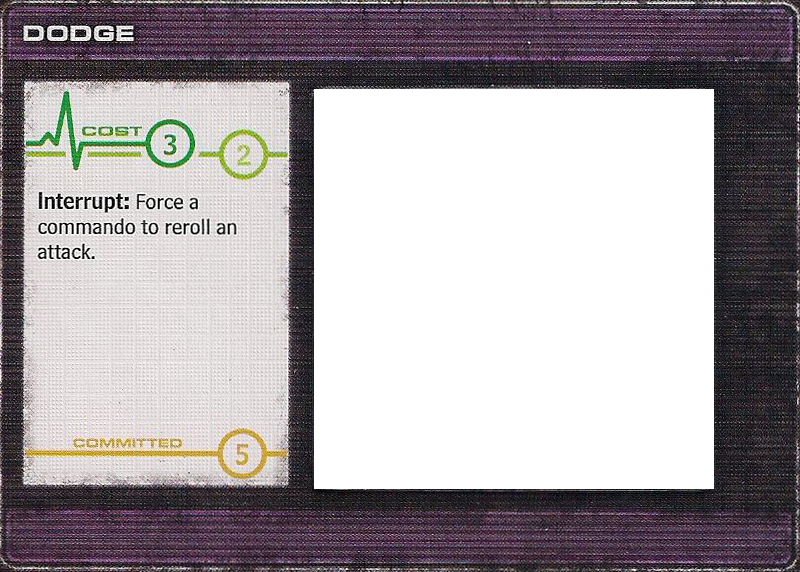 DODGE
COST 3 2
Interrupt: Force a
commando to reroll an
attack.
COMMITTED 5